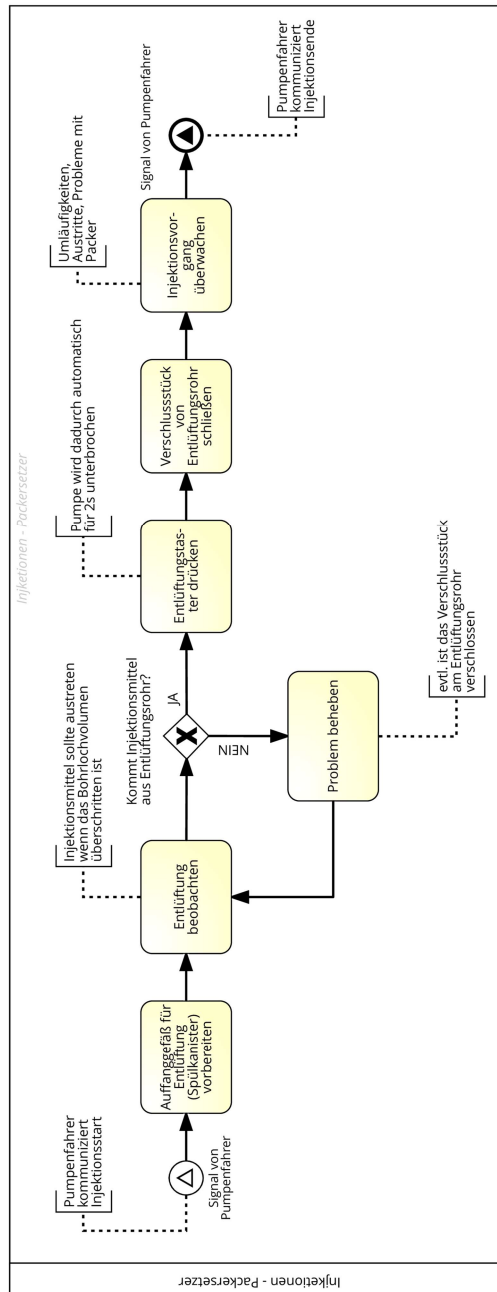 Injketionen - Packersetzer
Injketionen - Packersetzer
Pumpenfahrer
kommuniziert
Injektionsstart
Signal von
Pumpenfahrer
Auffanggefäß für
Entlüftung
(Spülkanister)
vorbereiten
Injektionsmittel sollte austreten
wenn das Bohrlochvolumen
überschritten ist
Entlüftung
beobachten
Kommt Injektionsmittel
aus Entlüftungsrohr?
JA
NEIN
Problem beheben
evtl. ist das Verschlussstück
am Entlüftungsrohr
verschlossen
Pumpe wird dadurch automatisch
für 2s unterbrochen
Entlüftungstas-
ter drücken
Verschlussstück
von
Entlüftungsrohr
schließen
Umläufigkeiten,
Austritte, Probleme mit
Packer
Injektionsvor-
gang
überwachen
Signal von Pumpenfahrer
Pumpenfahrer
kommuniziert
Injektionsende